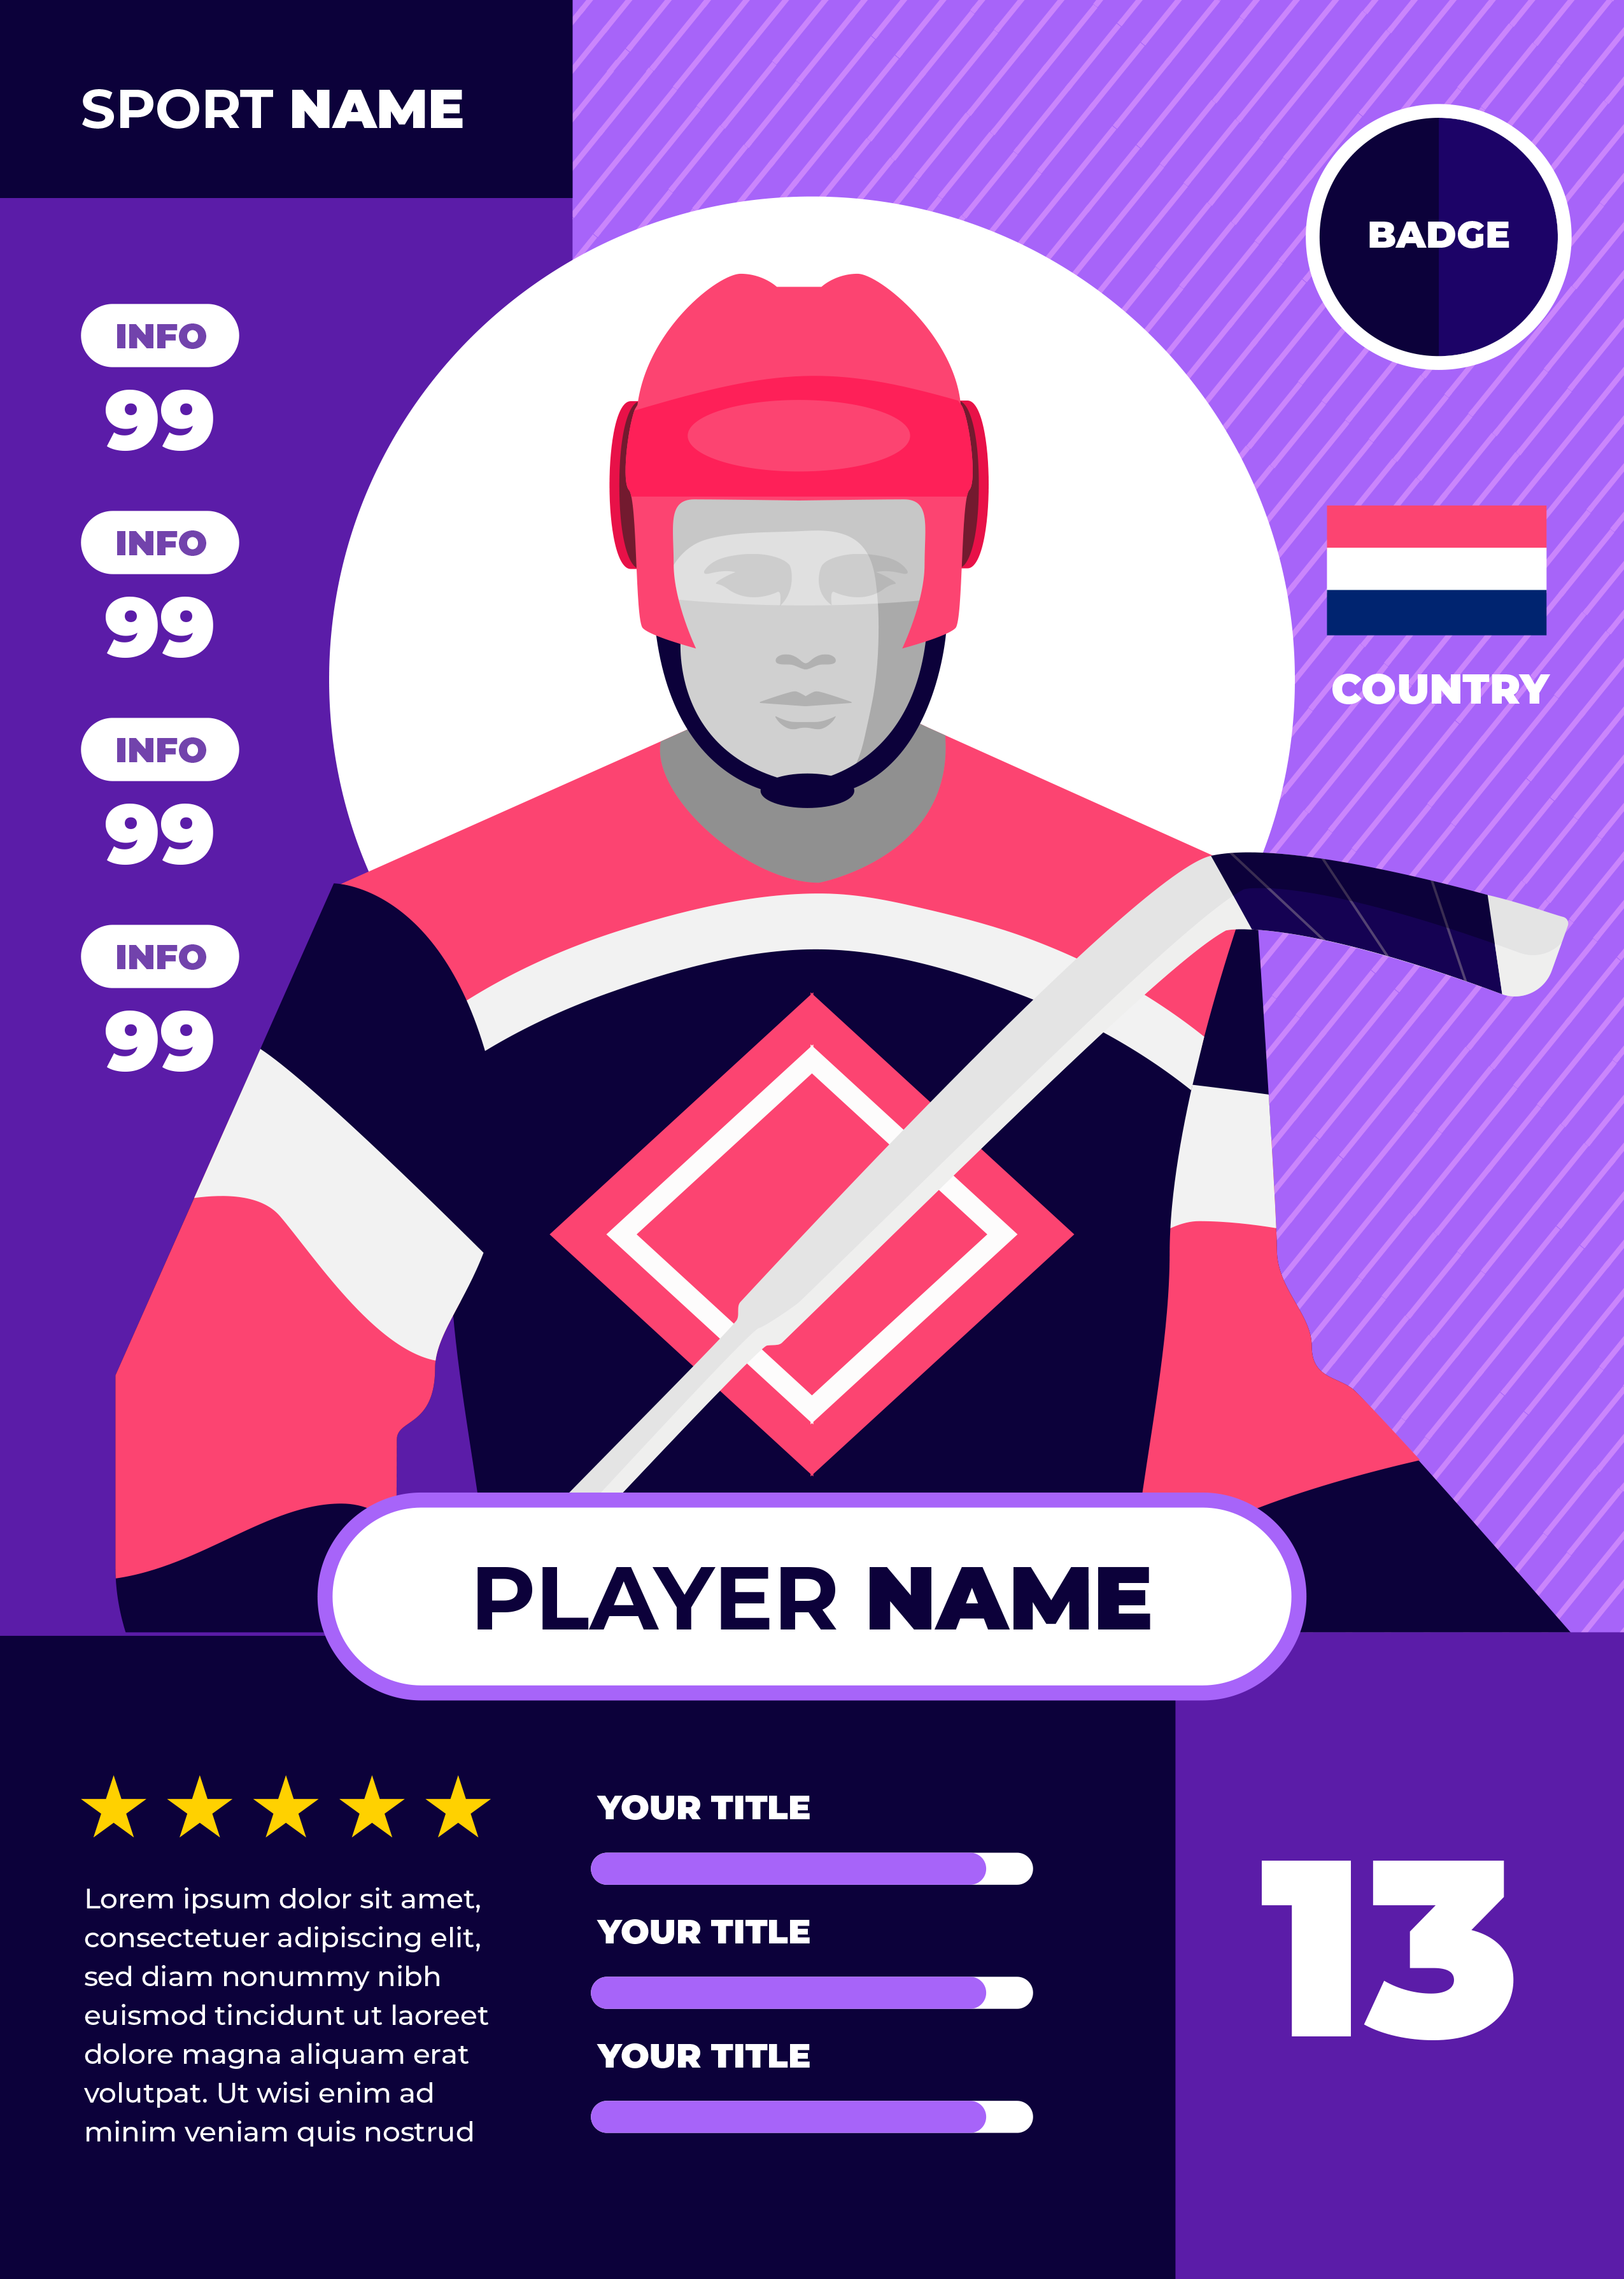 SPORT NAME
BADGE
INFO
99
INFO
99
INFO
99
INFO
99
COUNTRY
PLAYER NAME
Lorem ipsum dolor sit amet,
consectetuer adipiscing elit,
sed diam nonummy nibh
euismod tincidunt ut laoreet
dolore magna aliquam erat
volutpat. Ut wisi enim ad
minim veniam quis nostrud
YOUR TITLE
YOUR TITLE
YOUR TITLE
13